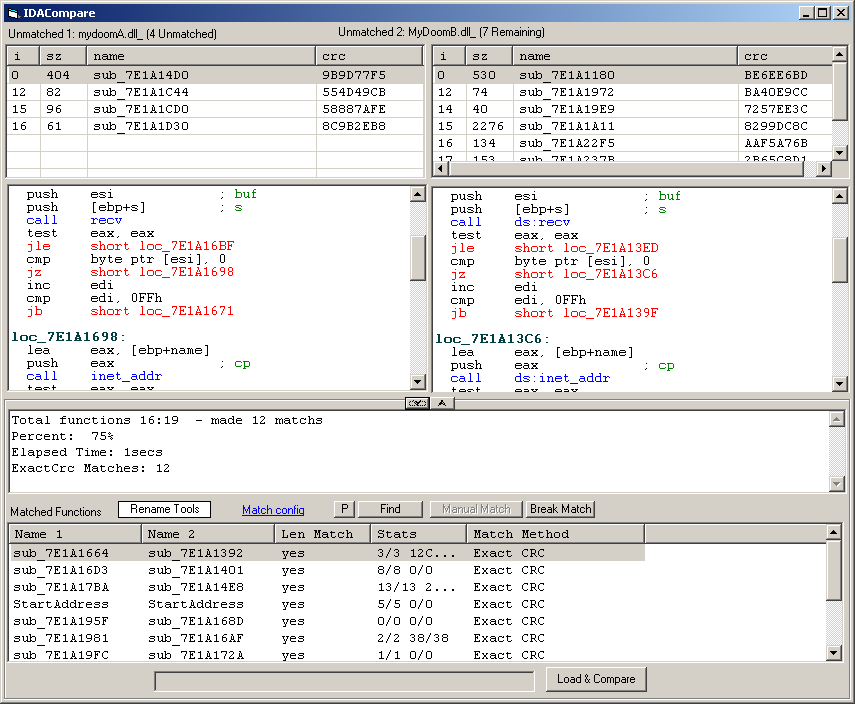 IDACompare
Unmatched 1: mydoomA.dll_ (4 Unmatched)
Unmatched 2: MyDoomB.dll_ (7 Remaining)
i sz name crc
0 404 sub_7E1A14D0 9B9D77F5
12 82 sub_7E1A1C44 554D49CB
15 96 sub_7E1A1CD0 58887AFE
16 61 sub_7E1A1D30 8C9B2EB8
i sz name crc
0 530 sub_7E1A1180 BE6EE6BD
12 74 sub_7E1A1972 BA40E9CC
14 40 sub_7E1A19E9 7257EE3C
15 2276 sub_7E1A1A11 8299DC8C
16 134 sub_7E1A22F5 AAF5A76B
17 153 sub_7E1A237B 2B65C8D1
push esi ; buf
push [ebp+s] ; s
call recv
test eax, eax
jle short loc_7E1A16BF
cmp byte ptr [esi], 0
jz short loc_7E1A1698
inc edi
cmp edi, 0FFh
jb short loc_7E1A1671
loc_7E1A1698:
lea eax, [ebp+name]
push eax ; cp
call inet_addr
test eax, eax
push esi ; buf
push [ebp+s] ; s
call ds:recv
test eax, eax
jle short loc_7E1A13ED
cmp byte ptr [esi], 0
jz short loc_7E1A13C6
inc edi
cmp edi, 0FFh
jb short loc_7E1A139F
loc_7E1A13C6:
lea eax, [ebp+name]
push eax ; cp
call ds:inet_addr
test eax, eax
Total functions 16:19 - made 12 matchs
Percent: 75%
Elapsed Time: 1secs
ExactCrc Matches: 12
Matched Functions Rename Tools Match config P Find Manual Match Break Match
Name 1 Name 2 Len Match Stats Match Method
sub_7E1A1664 sub_7E1A1392 yes 3/3 12C... Exact CRC
sub_7E1A16D3 sub_7E1A1401 yes 8/8 0/0 Exact CRC
sub_7E1A17BA sub_7E1A14E8 yes 13/13 2... Exact CRC
StartAddress StartAddress yes 5/5 0/0 Exact CRC
sub_7E1A195F sub_7E1A168D yes 0/0 0/0 Exact CRC
sub_7E1A1981 sub_7E1A16AF yes 2/2 38/38 Exact CRC
sub_7E1A19FC sub_7E1A172A yes 1/1 0/0 Exact CRC
Load & Compare